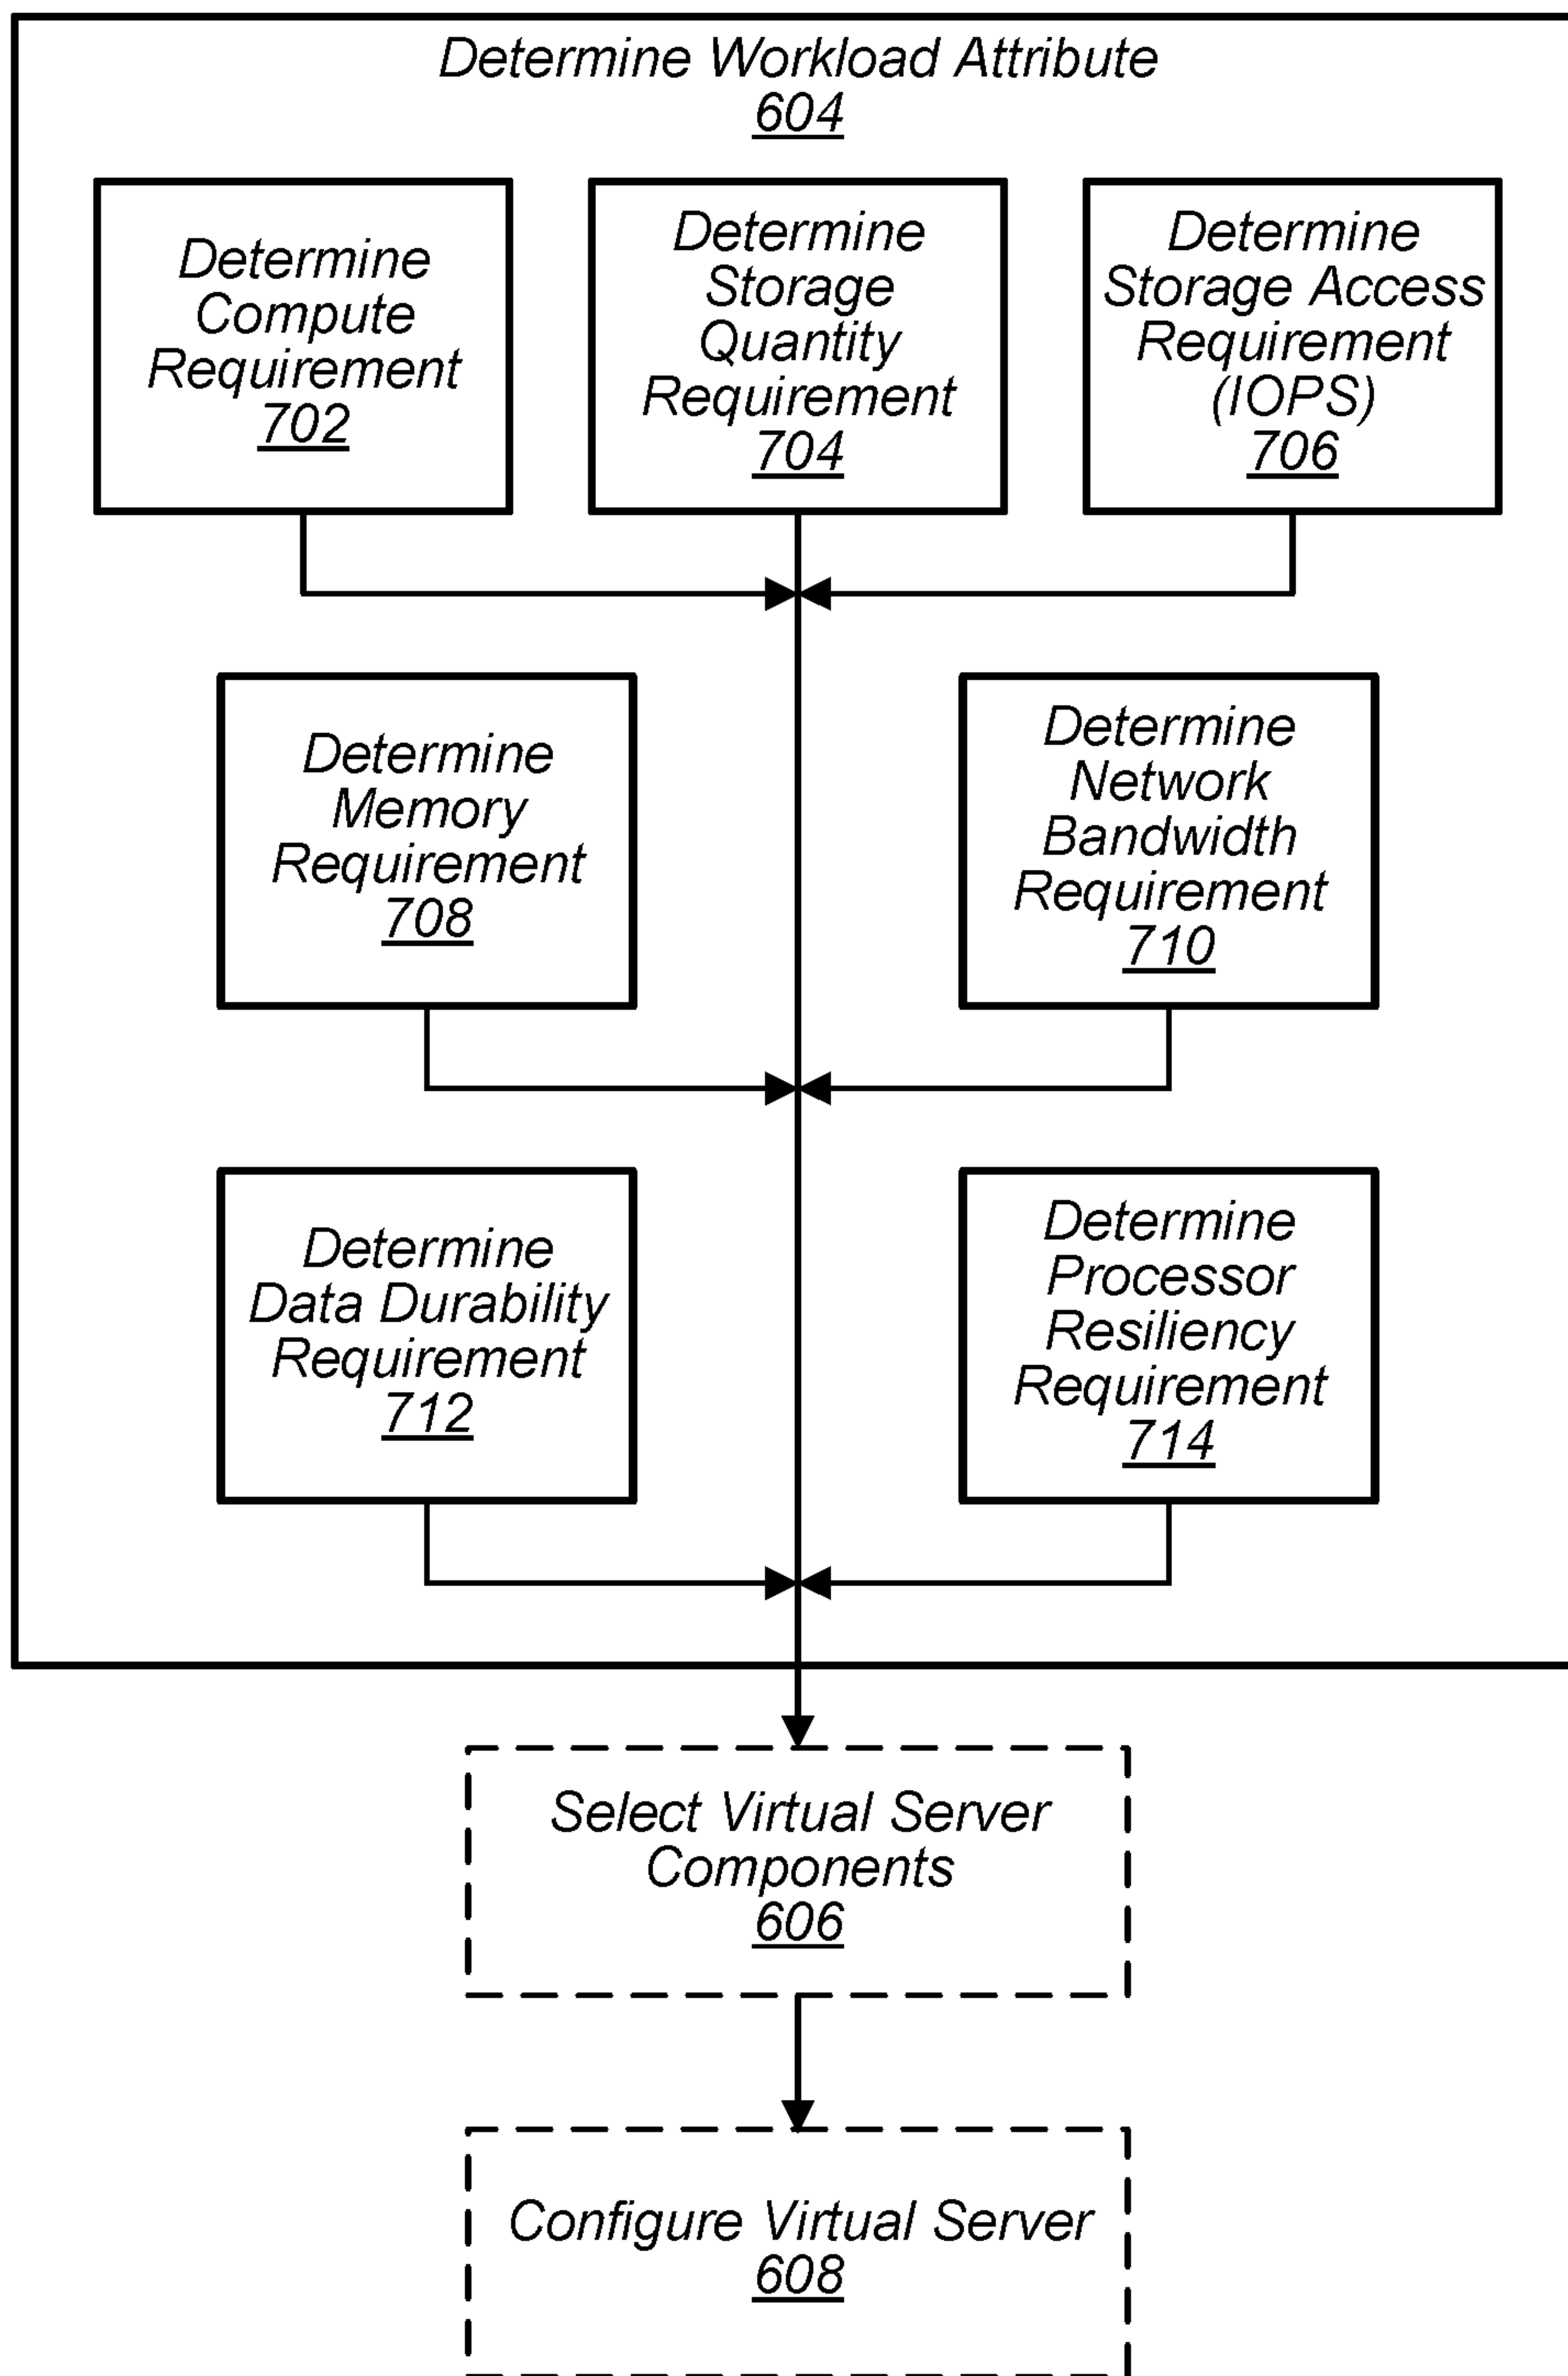 Determine Workload Attribute
604
Determine
Compute
Requirement
702
Determine
Storage
Quantity
Requirement
704
Determine
Storage Access
Requirement
(IOPS)
706
Determine
Memory
Requirement
708
Determine
Network
Bandwidth
Requirement
710
Determine
Data Durability
Requirement
712
Determine
Processor
Resiliency
Requirement
714
Select Virtual Server
Components
606
Configure Virtual Server
608